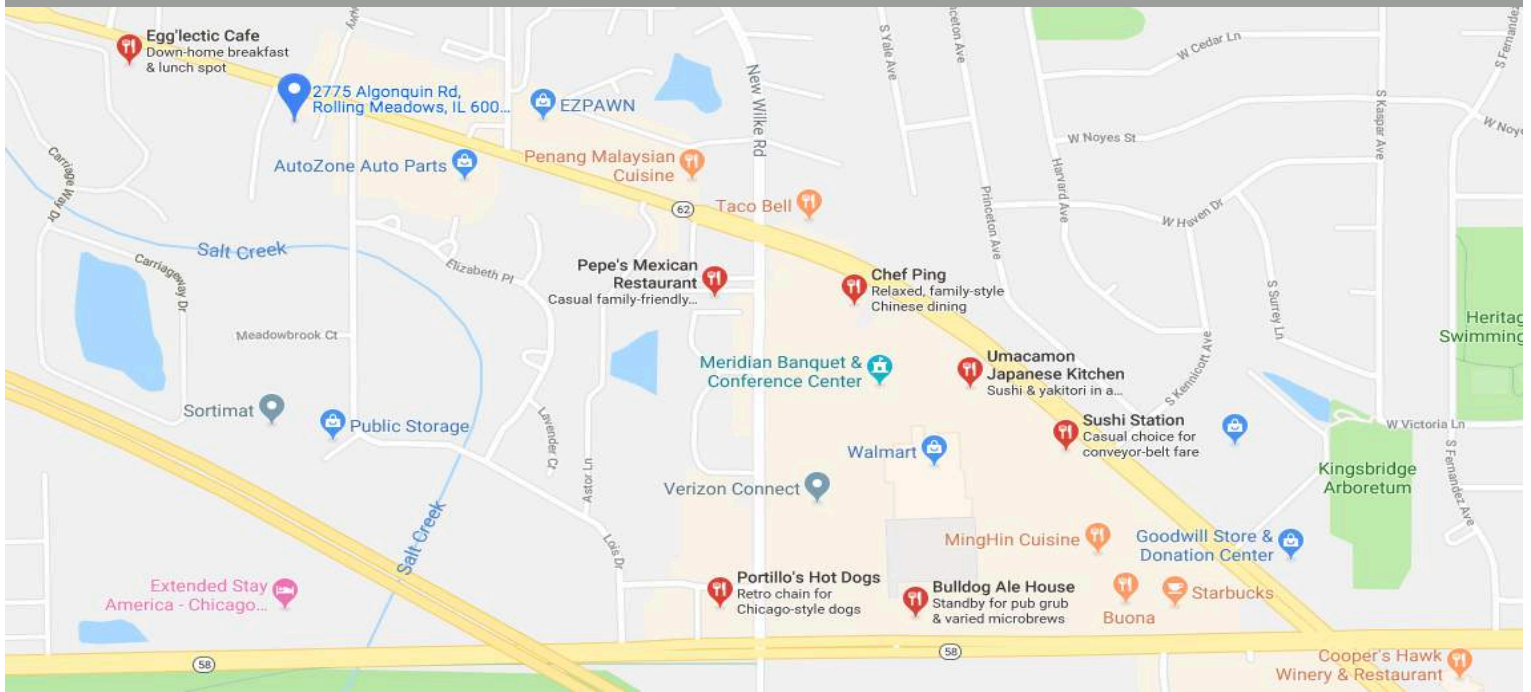 Egg'lectic Cafe
Down-home breakfast
& lunch spot
2775 Algonquin Rd,
Rolling Meadows, IL 600...
EZPAWN
New Wilke Rd
S Yale Ave
W Cedar Ln
S Kaspar Ave
W Noyes St
AutoZone Auto Parts
Penang Malaysian
Cuisine
62
Taco Bell
Carriage Way Dr
Harvard Ave
Princeton Ave
W Haven Dr
Salt Creek
Carriageway Dr
Elizabeth Pl
Pepe's Mexican
Restaurant
Casual family-friendly...
Chef Ping
Relaxed, family-style
Chinese dining
S Surrey Ln
Heritag
Swimming
Meadowbrook Ct
Meridian Banquet &
Conference Center
Umacamon
Japanese Kitchen
Sushi & yakitori in a...
S Kennicott Ave
Sortimat
Public Storage
Lavender Ct
Sushi Station
Casual choice for
conveyor-belt fare
W Victoria Ln
Walmart
Astor Ln
Verizon Connect
Kingsbridge
Arboretum
S Fernandez Ave
Salt Creek
Lois Dr
MingHin Cuisine
Goodwill Store &
Donation Center
Extended Stay
America - Chicago...
Portillo's Hot Dogs
Retro chain for
Chicago-style dogs
Bulldog Ale House
Standby for pub grub
& varied microbrews
Buona
Starbucks
58
58
Cooper's Hawk
Winery & Restaurant